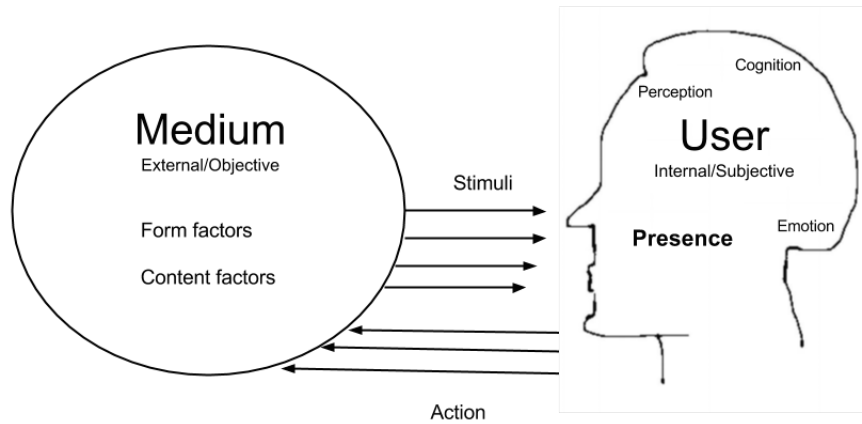 Medium
External/Objective
Form factors
Content factors
Stimuli
Action
Cognition
Perception
User
Internal/Subjective
Emotion
Presence